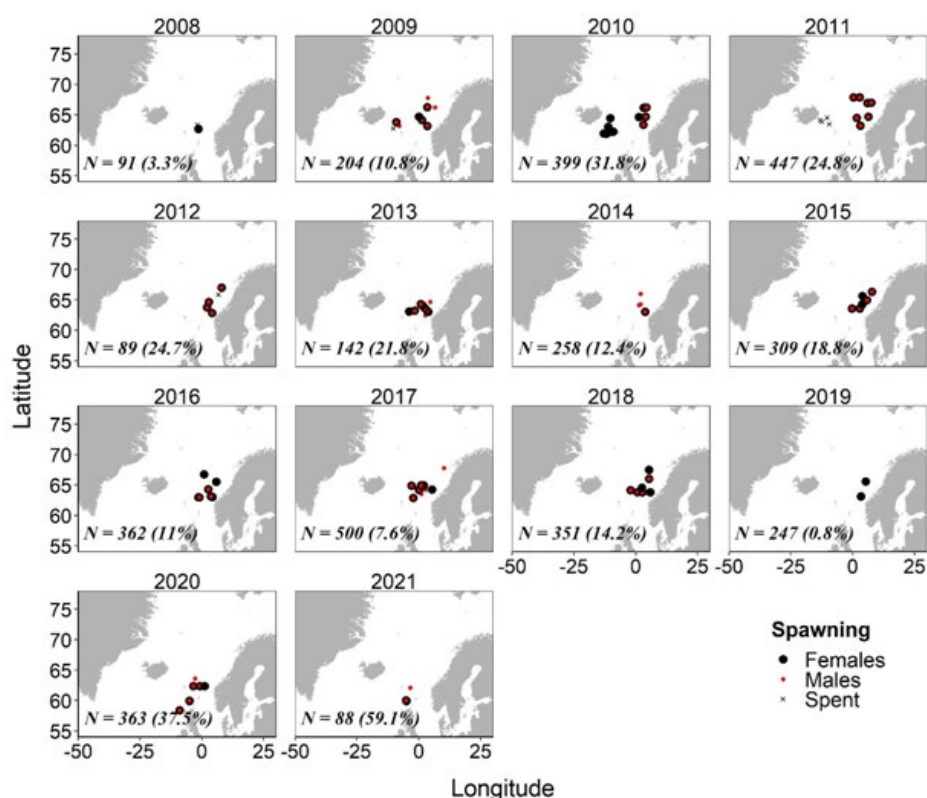 2008 2009 2010 2011
75
70
65
60
55
N = 91 (3.3%) N = 204 (10.8%) N = 399 (31.8%) N = 447 (24.8%)
2012 2013 2014 2015
75
70
65
60
55
N = 89 (24.7%) N = 142 (21.8%) N = 258 (12.4%) N = 309 (18.8%)
Latitude
2016 2017 2018 2019
75
70
65
60
55
N = 362 (11%) N = 500 (7.6%) N = 351 (14.2%) N = 247 (0.8%)
-50 -25 0 25 -50 -25 0 25
2020 2021
75
70
65
60
55
N = 363 (37.5%) N = 88 (59.1%)
-50 -25 0 25 -50 -25 0 25
Spawning
Females
Males
Spent
Longitude